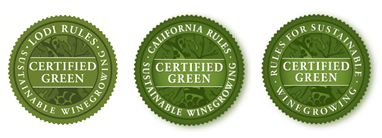 LODI RULES
CERTIFIED
GREEN
SUSTAINABLE WINEGROWING
CALIFORNIA RULES
CERTIFIED
GREEN
SUSTAINABLE WINEGROWING
RULES FOR SUSTAINABLE
CERTIFIED
GREEN
WINEGROWING